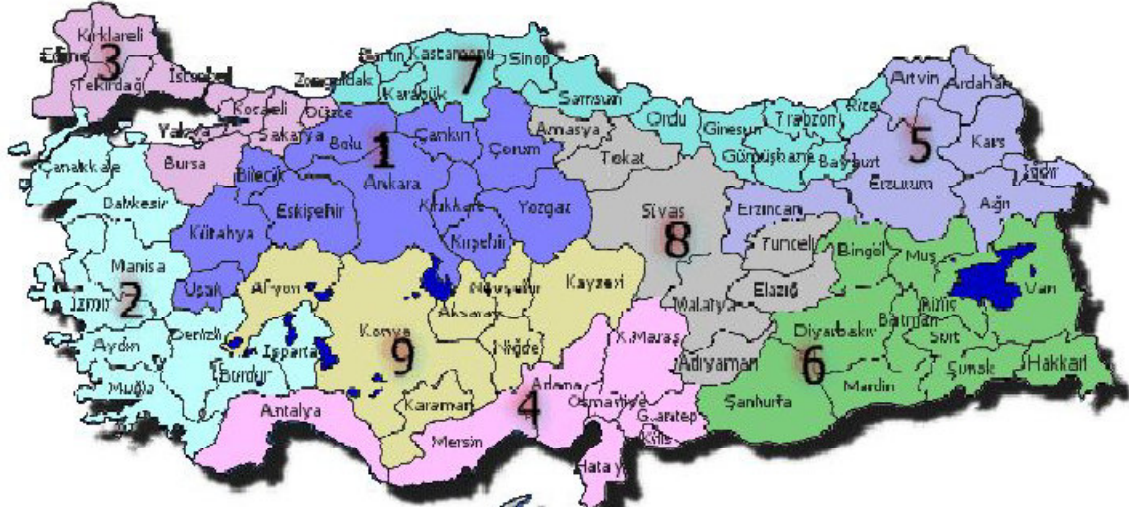 Kırklareli
Edirne
3
Tekirdağ
İstanbul
Kocaeli
Yalova
Sakarya
Düzce
Bursa
Zonguldak
Bartın
Kastamonu
7
Karabük
Sinop
Samsun
Ordu
Giresun
Trabzon
Rize
Gümüşhane
Bayburt
Artvin
Ardahan
5
Kars
Erzurum
Iğdır
Ağrı
Erzincan
Çanakkale
Balıkesir
Manisa
İzmir
2
Aydın
Denizli
Muğla
Burdur
Isparta
Bilecik
Bolu
1
Çankırı
Çorum
Ankara
Eskişehir
Kütahya
Uşak
Kırıkkale
Yozgat
Kırşehir
Amasya
Tokat
Sivas
8
Tunceli
Elazığ
Malatya
Adıyaman
Afyon
Konya
9
Aksaray
Nevşehir
Kayseri
Niğde
Karaman
Antalya
Mersin
4
Adana
Osmaniye
K.Maraş
G.antep
Kilis
Hatay
Bingöl
Muş
Van
Bitlis
Batman
Diyarbakır
6
Siirt
Şırnak
Hakkari
Mardin
Şanlıurfa